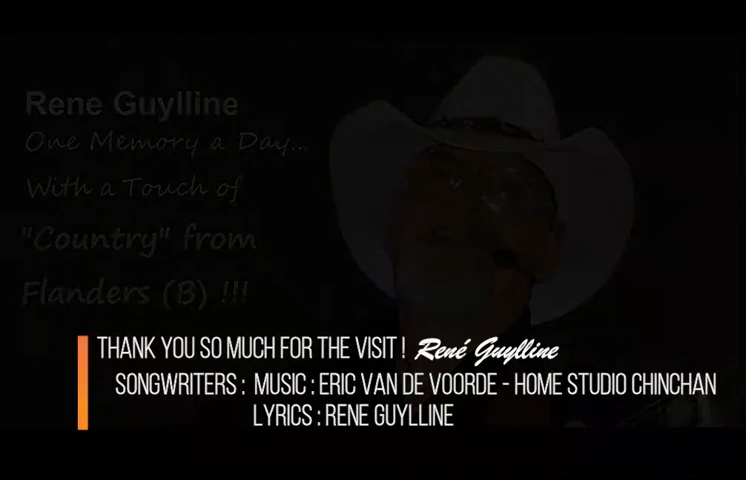 Rene Guylline
One Memory a Day...
With a Touch of
"Country" from
Flanders (B) !!!
THANK YOU SO MUCH FOR THE VISIT ! René Guylline
SONGWRITERS : MUSIC : ERIC VAN DE VOORDE - HOME STUDIO CHINCHAN
LYRICS : RENE GUYLLINE